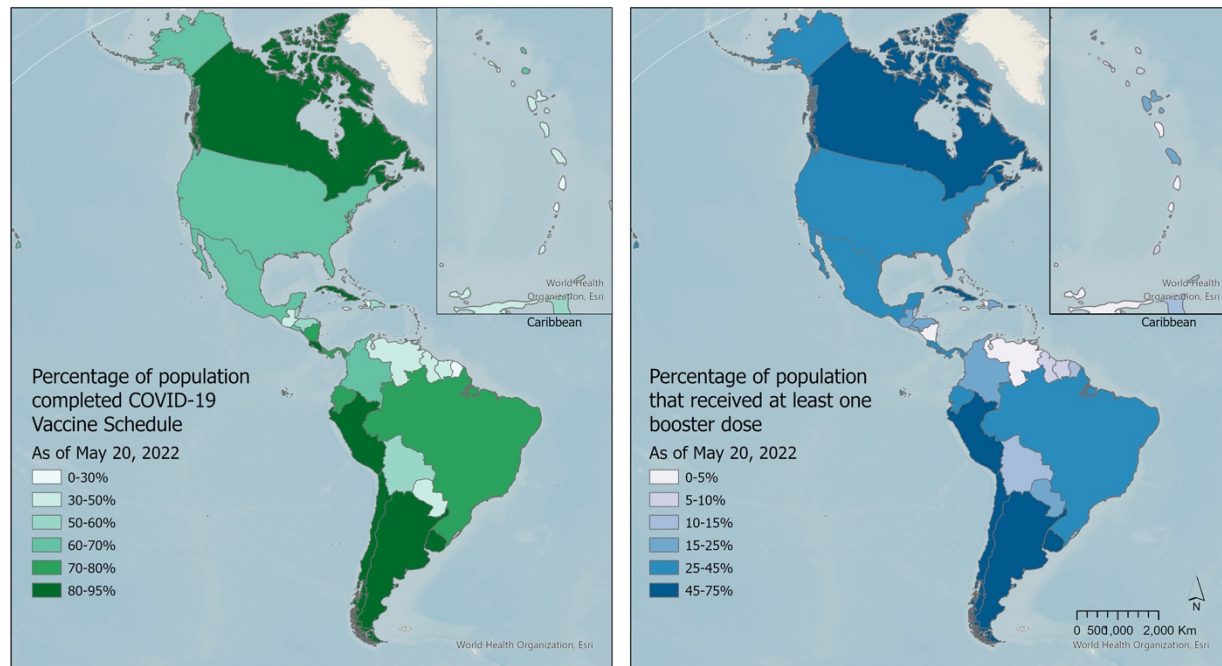 World Health
Organization, Esri
Caribbean
Percentage of population
completed COVID-19
Vaccine Schedule
As of May 20, 2022
0-30%
30-50%
50-60%
60-70%
70-80%
80-95%
World Health Organization, Esri
World Health
Organization, Esri
Caribbean
Percentage of population
that received at least one
booster dose
As of May 20, 2022
0-5%
5-10%
10-15%
15-25%
25-45%
45-75%
N
0 5001,000 2,000 Km
World Health Organization, Esri